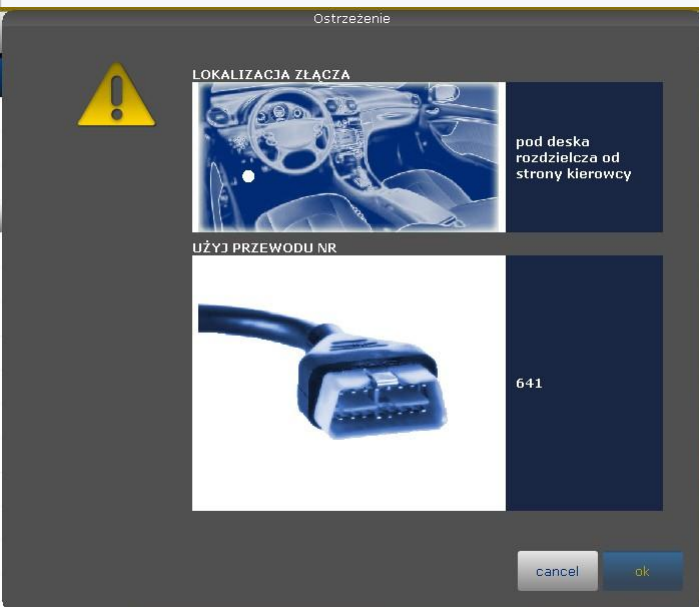 Ostrzeżenie
LOKALIZACJA ZŁĄCZA
pod deska
rozdzielcza od
strony kierowcy
UŻYJ PRZEWODU NR
641
cancel
ok